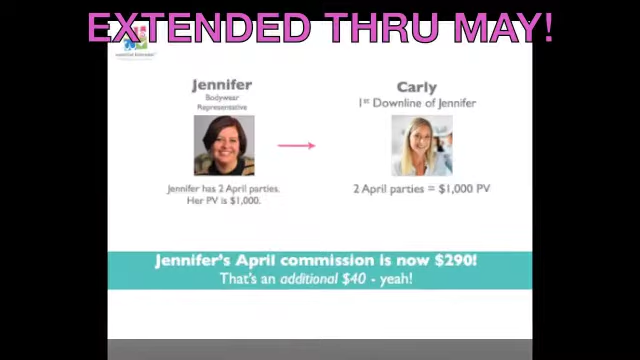 EXTENDED THRU MAY!
Jennifer
Bodywear
Representative
Carly
1st Downline of Jennifer
Jennifer has 2 April parties.
Her PV is $1,000.
2 April parties = $1,000 PV
Jennifer's April commission is now $290!
That's an additional $40 - yeah!